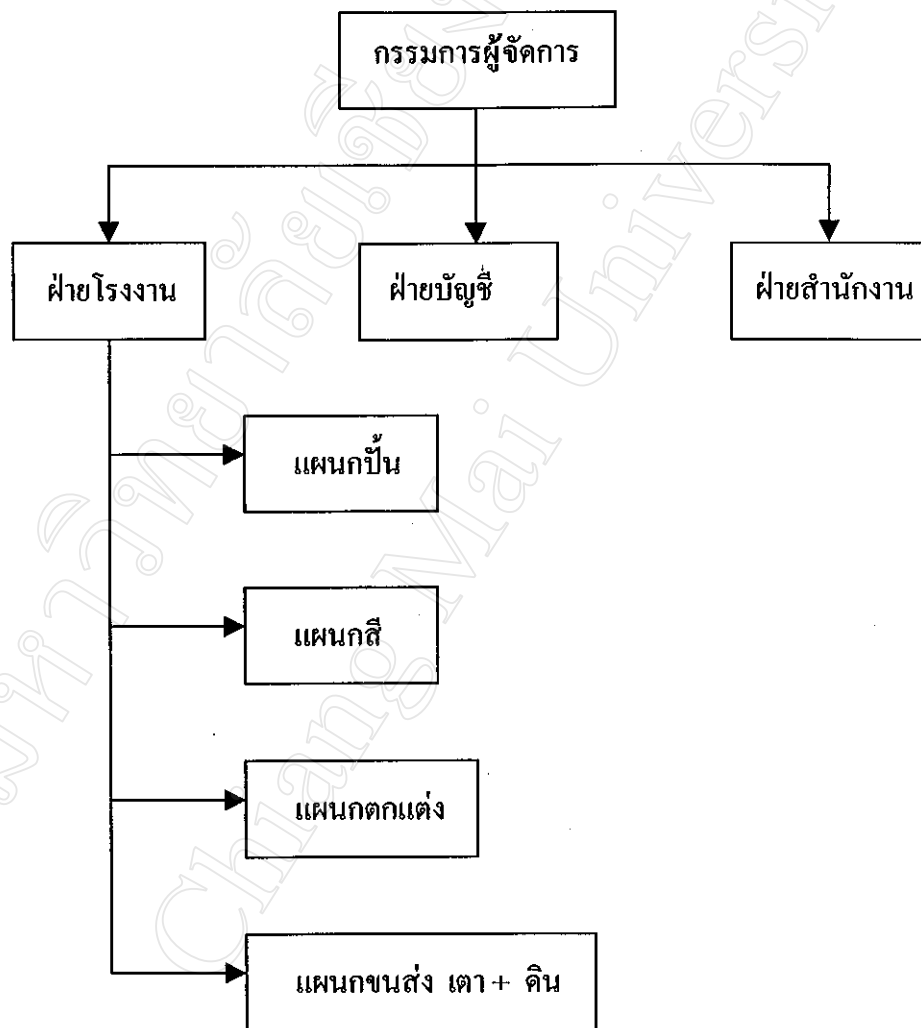 กรรมการผู้จัดการ
ฝ่ายโรงงาน
ฝ่ายบัญชี
ฝ่ายสำนักงาน
แผนกปั้น
แผนกสี
แผนกตกแต่ง
แผนกขนส่ง เตา + ดิน
Chiang Mai Universi